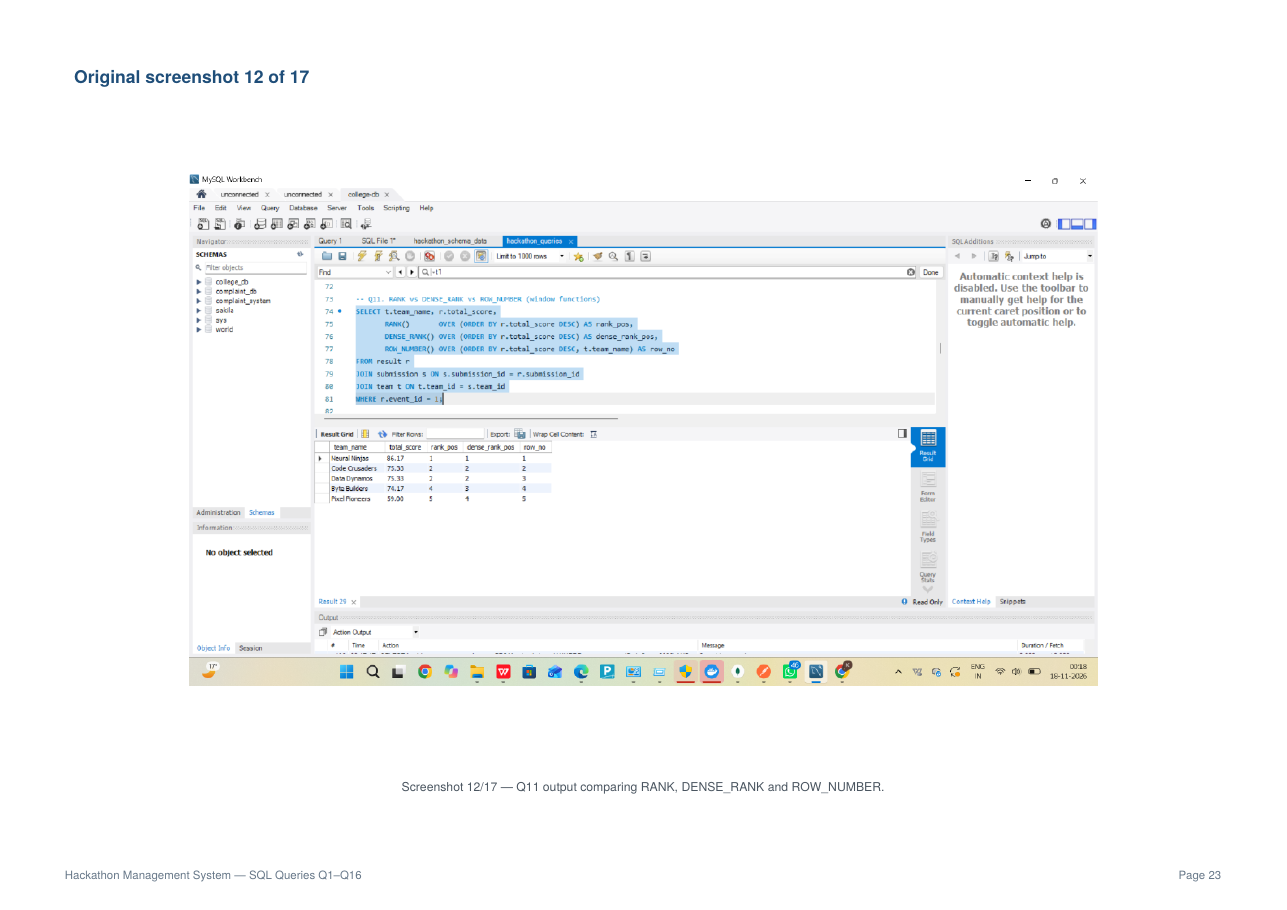 Original screenshot 12 of 17
MySQL Workbench
unconnected x unconnected x college-db x
File Edit View Query Database Server Tools Scripting Help
Navigator
SCHEMAS
Filter objects
college_db
complaint_db
complaint_system
sakila
sys
world
Administration Schemas
Information
No object selected
Object Info Session
Query 1 SQL File 1* hackathon_schema_data hackathon_queries x
Limit to 1000 rows
Find Done
72
73 -- Q11. RANK vs DENSE_RANK vs ROW_NUMBER (window functions)
74 SELECT t.team_name, r.total_score,
75 RANK() OVER (ORDER BY r.total_score DESC) AS rank_pos,
76 DENSE_RANK() OVER (ORDER BY r.total_score DESC) AS dense_rank_pos,
77 ROW_NUMBER() OVER (ORDER BY r.total_score DESC, t.team_name) AS row_no
78 FROM result r
79 JOIN submission s ON s.submission_id = r.submission_id
80 JOIN team t ON t.team_id = s.team_id
81 WHERE r.event_id = 1;
82
Result Grid Filter Rows: Export: Wrap Cell Content:
team_name total_score rank_pos dense_rank_pos row_no
Neural Ninjas 86.17 1 1 1
Code Crusaders 75.33 2 2 2
Data Dynamos 75.33 2 2 3
Byte Builders 74.17 4 3 4
Pixel Pioneers 59.00 5 4 5
Result Grid
Form Editor
Field Types
Query Stats
Result 29 x
Read Only
Output
Action Output
# Time Action Message Duration / Fetch
SQL Additions
Jump to
Automatic context help is
disabled. Use the toolbar to
manually get help for the
current caret position or to
toggle automatic help.
Context Help Snippets
17°
ENG
IN
00:18
18-11-2026
Screenshot 12/17 — Q11 output comparing RANK, DENSE_RANK and ROW_NUMBER.
Hackathon Management System — SQL Queries Q1–Q16
Page 23